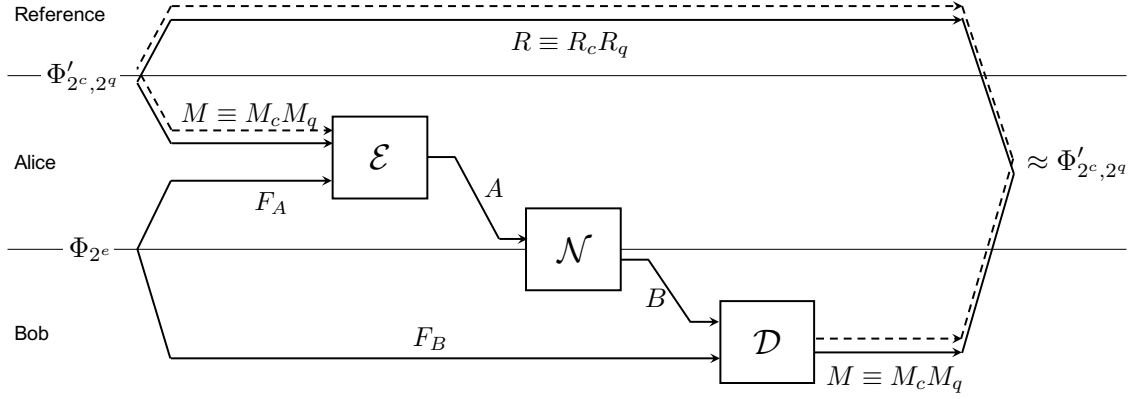 Reference
R ≡ R_c R_q
Φ′_{2^c,2^q}
M ≡ M_c M_q
Alice
ℰ
A
≈ Φ′_{2^c,2^q}
F_A
Φ_{2^e}
𝒩
B
Bob
F_B
𝒟
M ≡ M_c M_q